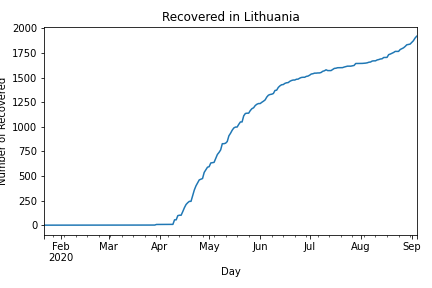 Recovered in Lithuania
Number of Recovered
2000
1750
1500
1250
1000
750
500
250
0
Feb Mar Apr May Jun Jul Aug Sep
2020
Day